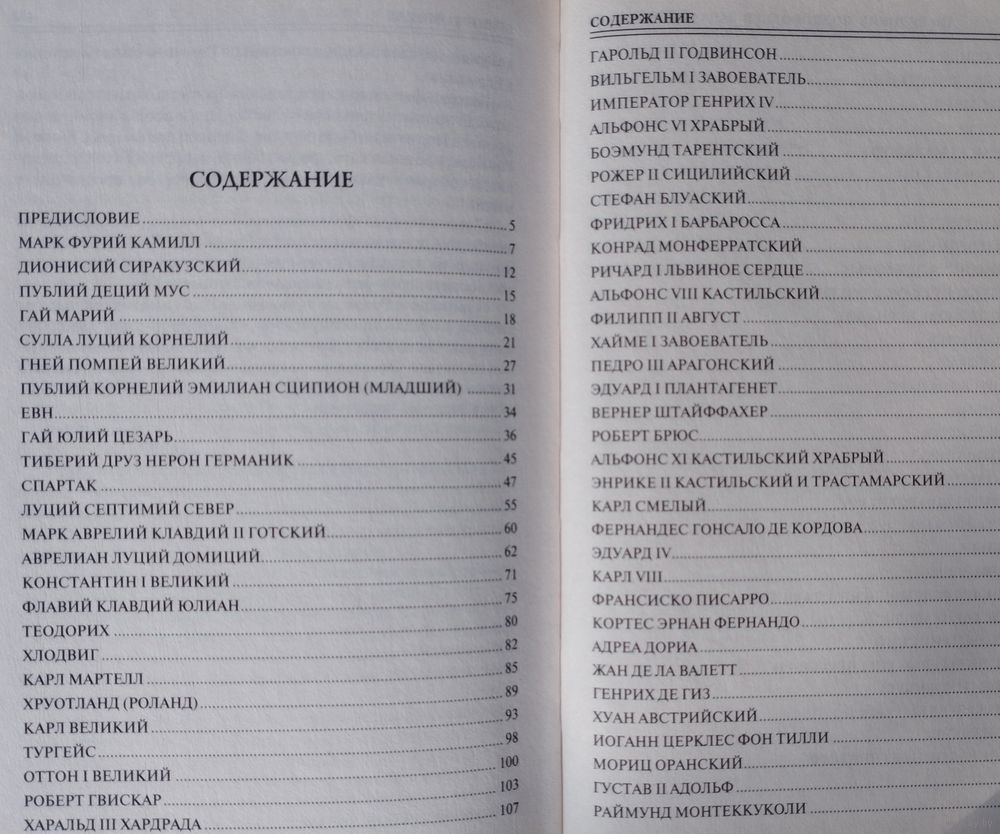 СОДЕРЖАНИЕ
ПРЕДИСЛОВИЕ 5
МАРК ФУРИЙ КАМИЛЛ 7
ДИОНИСИЙ СИРАКУЗСКИЙ 12
ПУБЛИЙ ДЕЦИЙ МУС 15
ГАЙ МАРИЙ 18
СУЛЛА ЛУЦИЙ КОРНЕЛИЙ 21
ГНЕЙ ПОМПЕЙ ВЕЛИКИЙ 27
ПУБЛИЙ КОРНЕЛИЙ ЭМИЛИАН СЦИПИОН (МЛАДШИЙ) 31
ЕВН 34
ГАЙ ЮЛИЙ ЦЕЗАРЬ 36
ТИБЕРИЙ ДРУЗ НЕРОН ГЕРМАНИК 45
СПАРТАК 47
ЛУЦИЙ СЕПТИМИЙ СЕВЕР 55
МАРК АВРЕЛИЙ КЛАВДИЙ II ГОТСКИЙ 60
АВРЕЛИАН ЛУЦИЙ ДОМИЦИЙ 62
КОНСТАНТИН I ВЕЛИКИЙ 71
ФЛАВИЙ КЛАВДИЙ ЮЛИАН 75
ТЕОДОРИХ 80
ХЛОДВИГ 82
КАРЛ МАРТЕЛЛ 85
ХРУОТЛАНД (РОЛАНД) 89
КАРЛ ВЕЛИКИЙ 93
ТУРГЕЙС 98
ОТТОН I ВЕЛИКИЙ 100
РОБЕРТ ГВИСКАР 103
ХАРАЛЬД III ХАРДРАДА 107
СОДЕРЖАНИЕ
ГАРОЛЬД II ГОДВИНСОН
ВИЛЬГЕЛЬМ I ЗАВОЕВАТЕЛЬ
ИМПЕРАТОР ГЕНРИХ IV
АЛЬФОНС VI ХРАБРЫЙ
БОЭМУНД ТАРЕНТСКИЙ
РОЖЕР II СИЦИЛИЙСКИЙ
СТЕФАН БЛУАСКИЙ
ФРИДРИХ I БАРБАРОССА
КОНРАД МОНФЕРРАТСКИЙ
РИЧАРД I ЛЬВИНОЕ СЕРДЦЕ
АЛЬФОНС VIII КАСТИЛЬСКИЙ
ФИЛИПП II АВГУСТ
ХАЙМЕ I ЗАВОЕВАТЕЛЬ
ПЕДРО III АРАГОНСКИЙ
ЭДУАРД I ПЛАНТАГЕНЕТ
ВЕРНЕР ШТАЙФФАХЕР
РОБЕРТ БРЮС
АЛЬФОНС XI КАСТИЛЬСКИЙ ХРАБРЫЙ
ЭНРИКЕ II КАСТИЛЬСКИЙ И ТРАСТАМАРСКИЙ
КАРЛ СМЕЛЫЙ
ФЕРНАНДЕС ГОНСАЛО ДЕ КОРДОВА
ЭДУАРД IV
КАРЛ VIII
ФРАНСИСКО ПИСАРРО
КОРТЕС ЭРНАН ФЕРНАНДО
АДРЕА ДОРИА
ЖАН ДЕ ЛА ВАЛЕТТ
ГЕНРИХ ДЕ ГИЗ
ХУАН АВСТРИЙСКИЙ
ИОГАНН ЦЕРКЛЕС ФОН ТИЛЛИ
МОРИЦ ОРАНСКИЙ
ГУСТАВ II АДОЛЬФ
РАЙМУНД МОНТЕККУКОЛИ